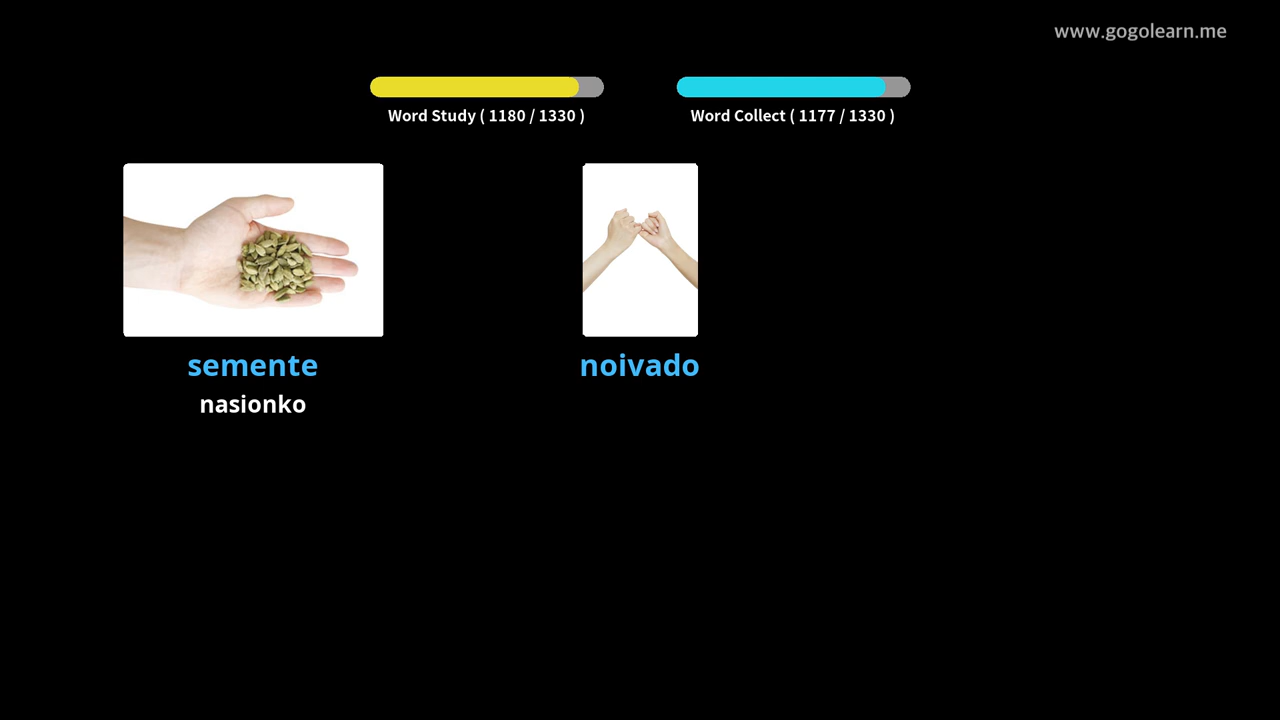 www.gogolearn.me
Word Study ( 1180 / 1330 )
Word Collect ( 1177 / 1330 )
semente
nasionko
noivado